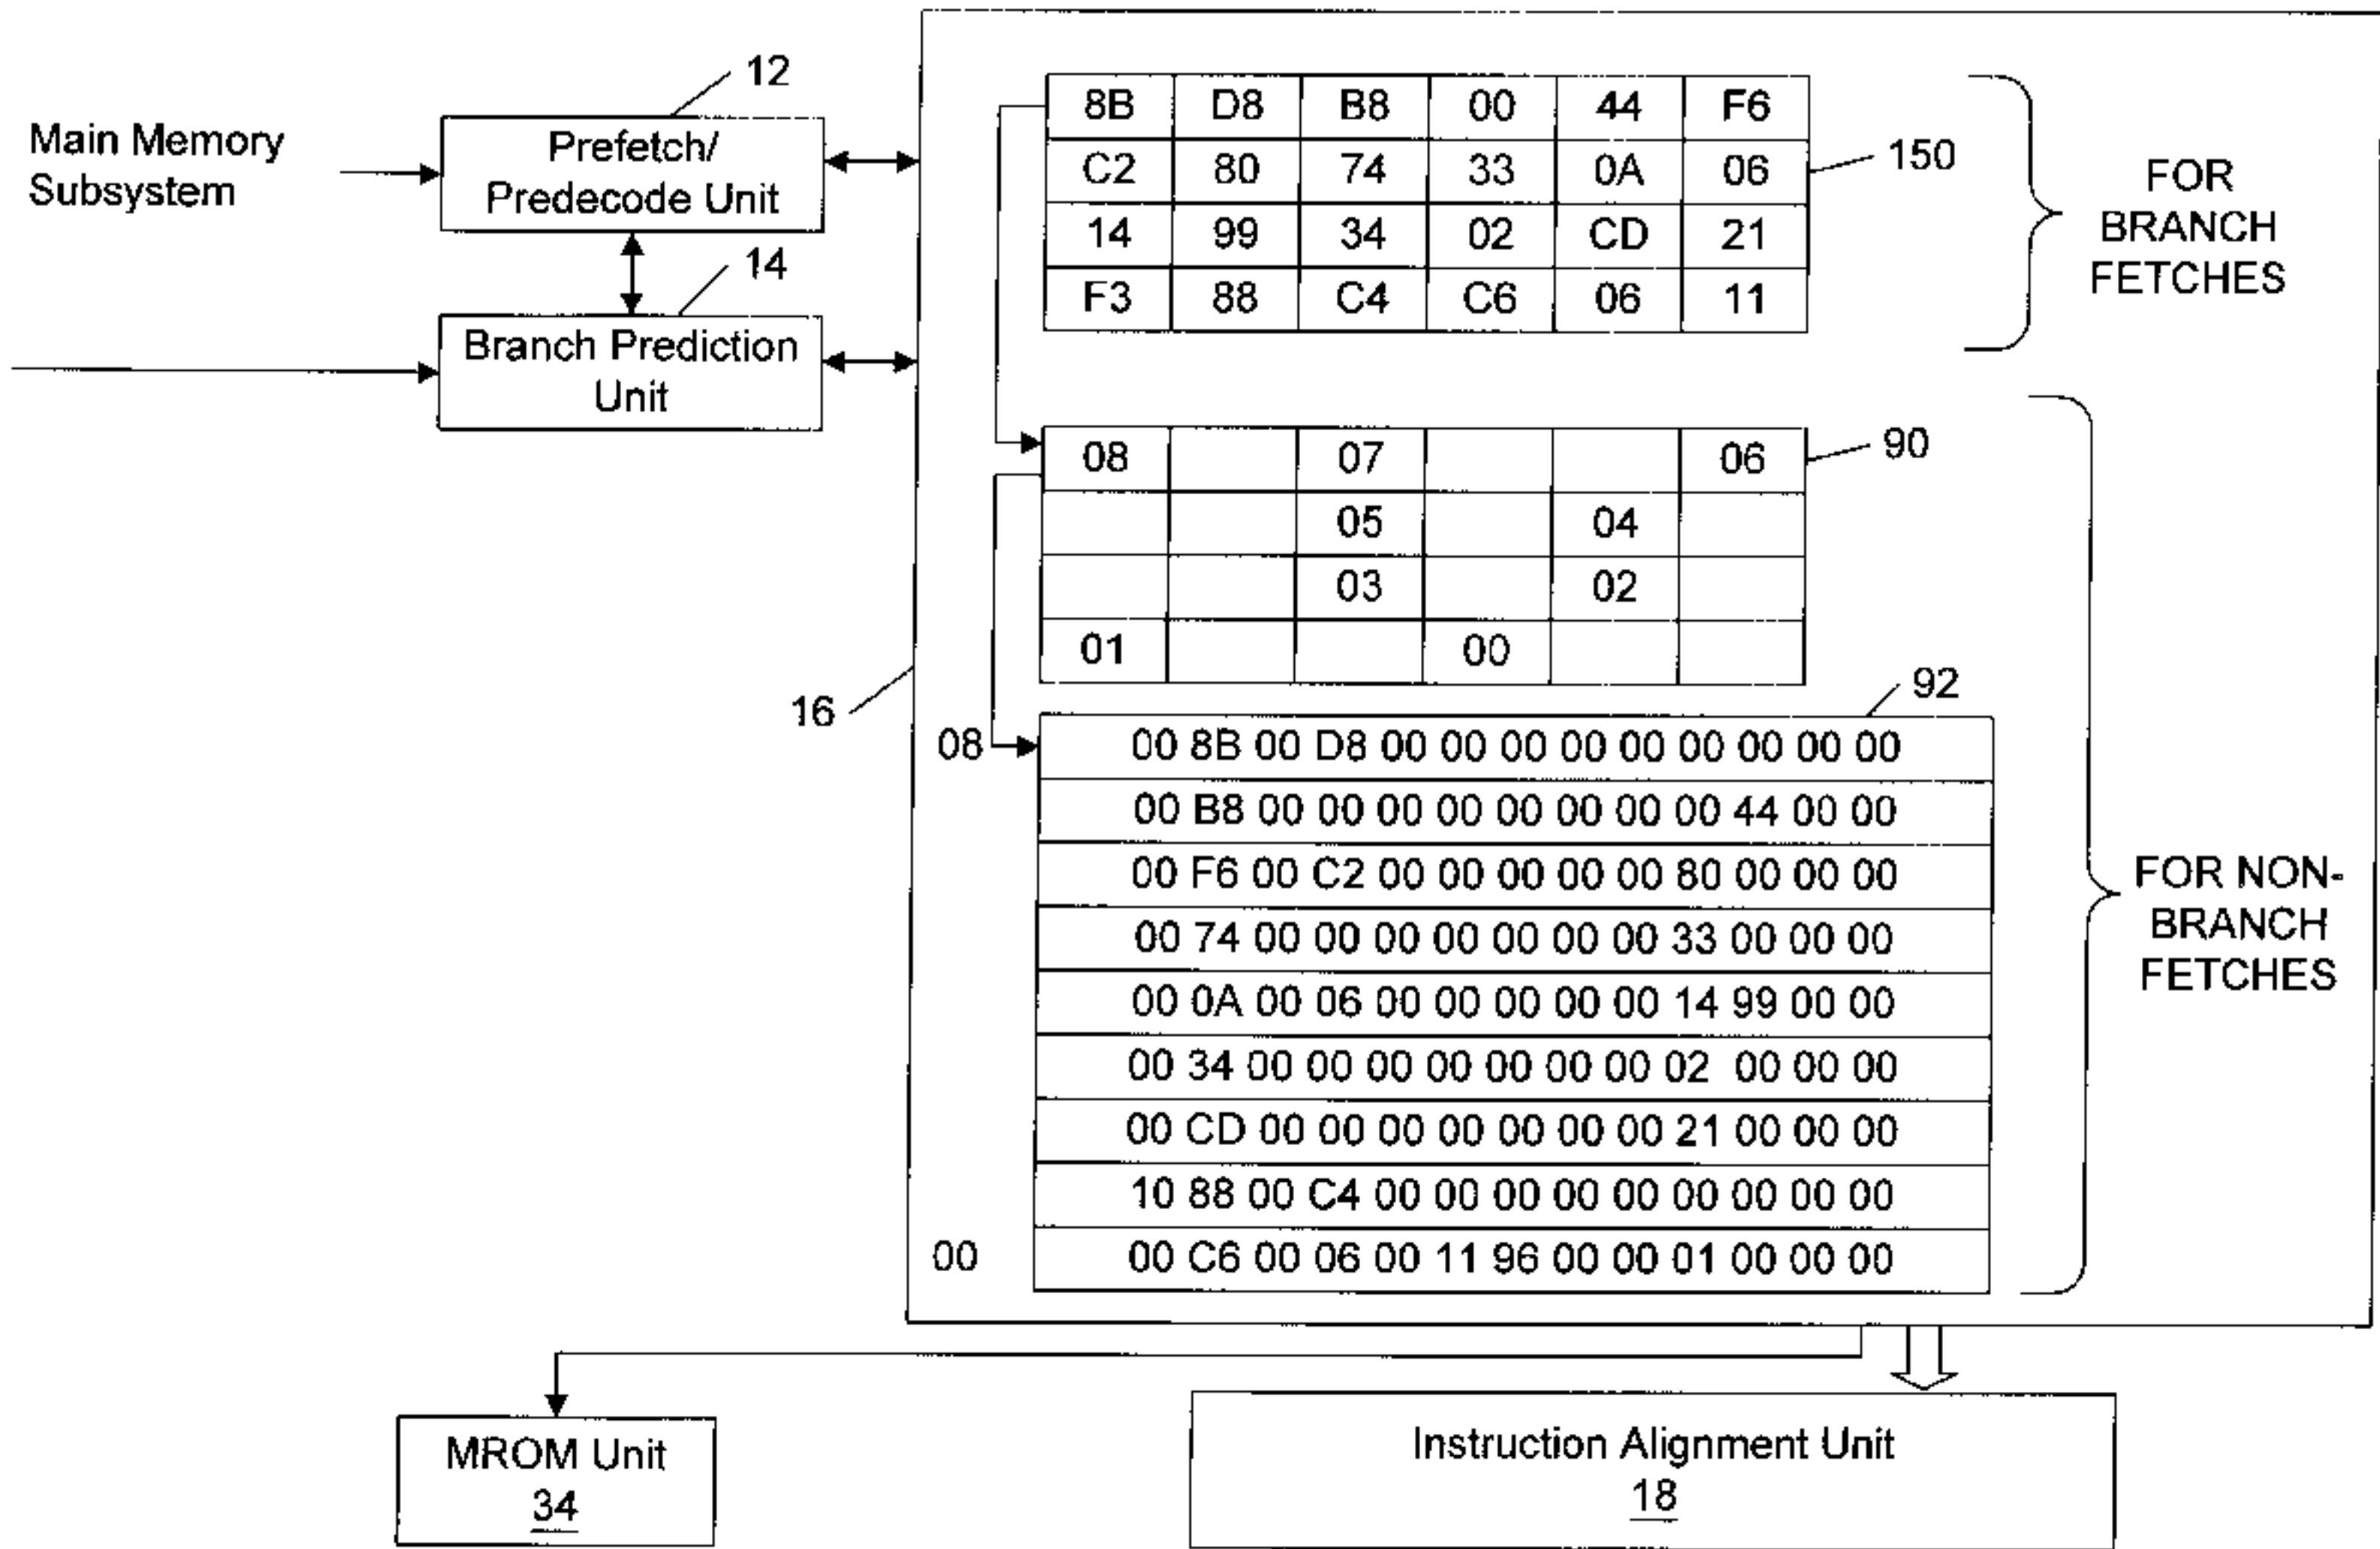 12
Main Memory
Subsystem
Prefetch/
Predecode Unit
14
Branch Prediction
Unit
8B D8 B8 00 44 F6
C2 80 74 33 0A 06
14 99 34 02 CD 21
F3 88 C4 C6 06 11
150
FOR
BRANCH
FETCHES
08 07 06
05 04
03 02
01 00
90
16
92
08 00 8B 00 D8 00 00 00 00 00 00 00 00 00
00 B8 00 00 00 00 00 00 00 00 44 00 00
00 F6 00 C2 00 00 00 00 00 80 00 00 00
00 74 00 00 00 00 00 00 00 33 00 00 00
00 0A 00 06 00 00 00 00 00 14 99 00 00
00 34 00 00 00 00 00 00 00 02 00 00 00
00 CD 00 00 00 00 00 00 00 21 00 00 00
10 88 00 C4 00 00 00 00 00 00 00 00 00
00 00 C6 00 06 00 11 96 00 00 01 00 00 00
FOR NON-
BRANCH
FETCHES
MROM Unit
34
Instruction Alignment Unit
18